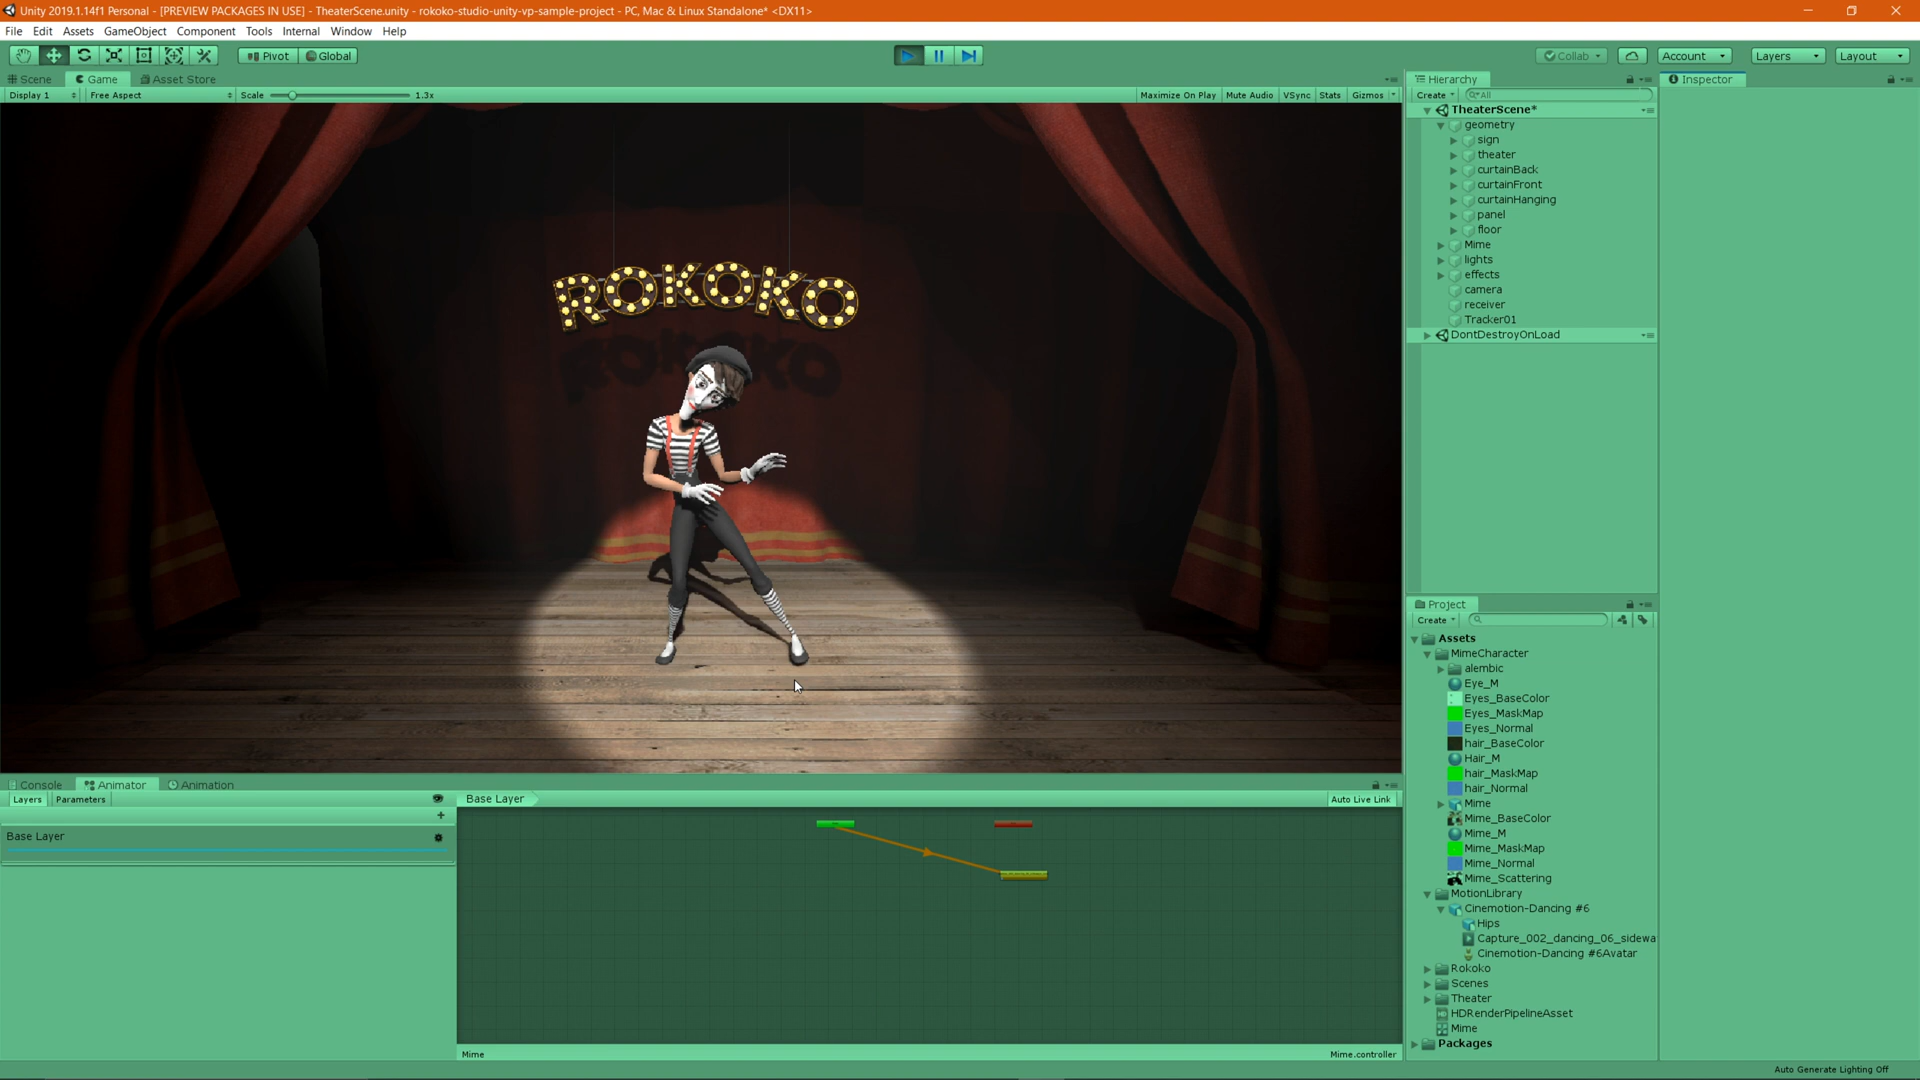 Unity 2019.1.14f1 Personal - [PREVIEW PACKAGES IN USE] - TheaterScene.unity - rokoko-studio-unity-vp-sample-project - PC, Mac & Linux Standalone* <DX11>
File Edit Assets GameObject Component Tools Internal Window Help
Pivot Global Collab Account Layers Layout
Scene Game Asset Store
Display 1 Free Aspect Scale 1.3x Maximize On Play Mute Audio VSync Stats Gizmos
ROKOKO
Hierarchy
Create All
TheaterScene*
geometry
sign
theater
curtainBack
curtainFront
curtainHanging
panel
floor
Mime
lights
effects
camera
receiver
Tracker01
DontDestroyOnLoad
Inspector
Project
Create
Assets
MimeCharacter
alembic
Eye_M
Eyes_BaseColor
Eyes_MaskMap
Eyes_Normal
hair_BaseColor
Hair_M
hair_MaskMap
hair_Normal
Mime
Mime_BaseColor
Mime_M
Mime_MaskMap
Mime_Normal
Mime_Scattering
MotionLibrary
Cinemotion-Dancing #6
Hips
Capture_002_dancing_06_sidewa
Cinemotion-Dancing #6Avatar
Rokoko
Scenes
Theater
HDRenderPipelineAsset
Mime
Packages
Console Animator Animation
Layers Parameters
Base Layer
Base Layer Auto Live Link
Mime Mime.controller
Auto Generate Lighting Off